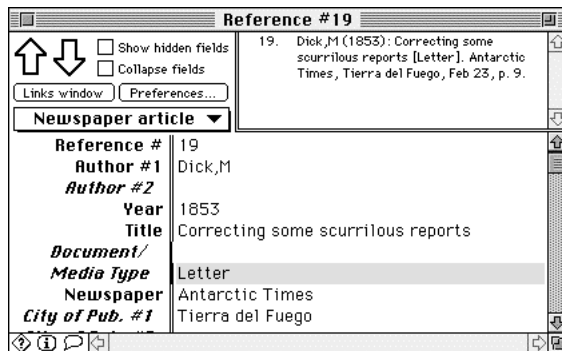 Reference #19
Show hidden fields
Collapse fields
Links window
Preferences...
Newspaper article
19. Dick,M (1853): Correcting some
scurrilous reports [Letter]. Antarctic
Times, Tierra del Fuego, Feb 23, p. 9.
Reference # 19
Author #1 Dick,M
Author #2
Year 1853
Title Correcting some scurrilous reports
Document/
Media Type Letter
Newspaper Antarctic Times
City of Pub. #1 Tierra del Fuego